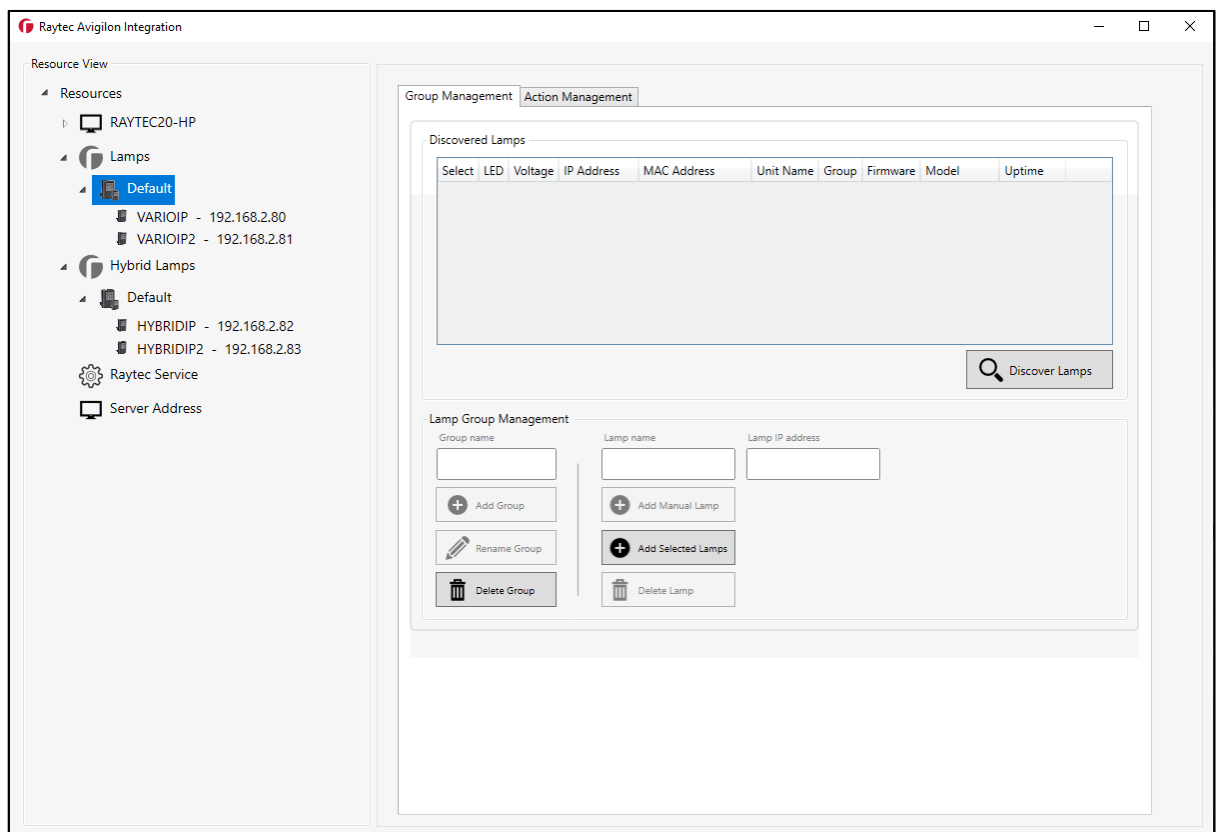 Raytec Avigilon Integration
Resource View
Resources
RAYTEC20-HP
Lamps
Default
VARIOIP - 192.168.2.80
VARIOIP2 - 192.168.2.81
Hybrid Lamps
Default
HYBRIDIP - 192.168.2.82
HYBRIDIP2 - 192.168.2.83
Raytec Service
Server Address
Group Management Action Management
Discovered Lamps
Select LED Voltage IP Address MAC Address Unit Name Group Firmware Model Uptime
Discover Lamps
Lamp Group Management
Group name Lamp name Lamp IP address
Add Group Add Manual Lamp
Rename Group Add Selected Lamps
Delete Group Delete Lamp